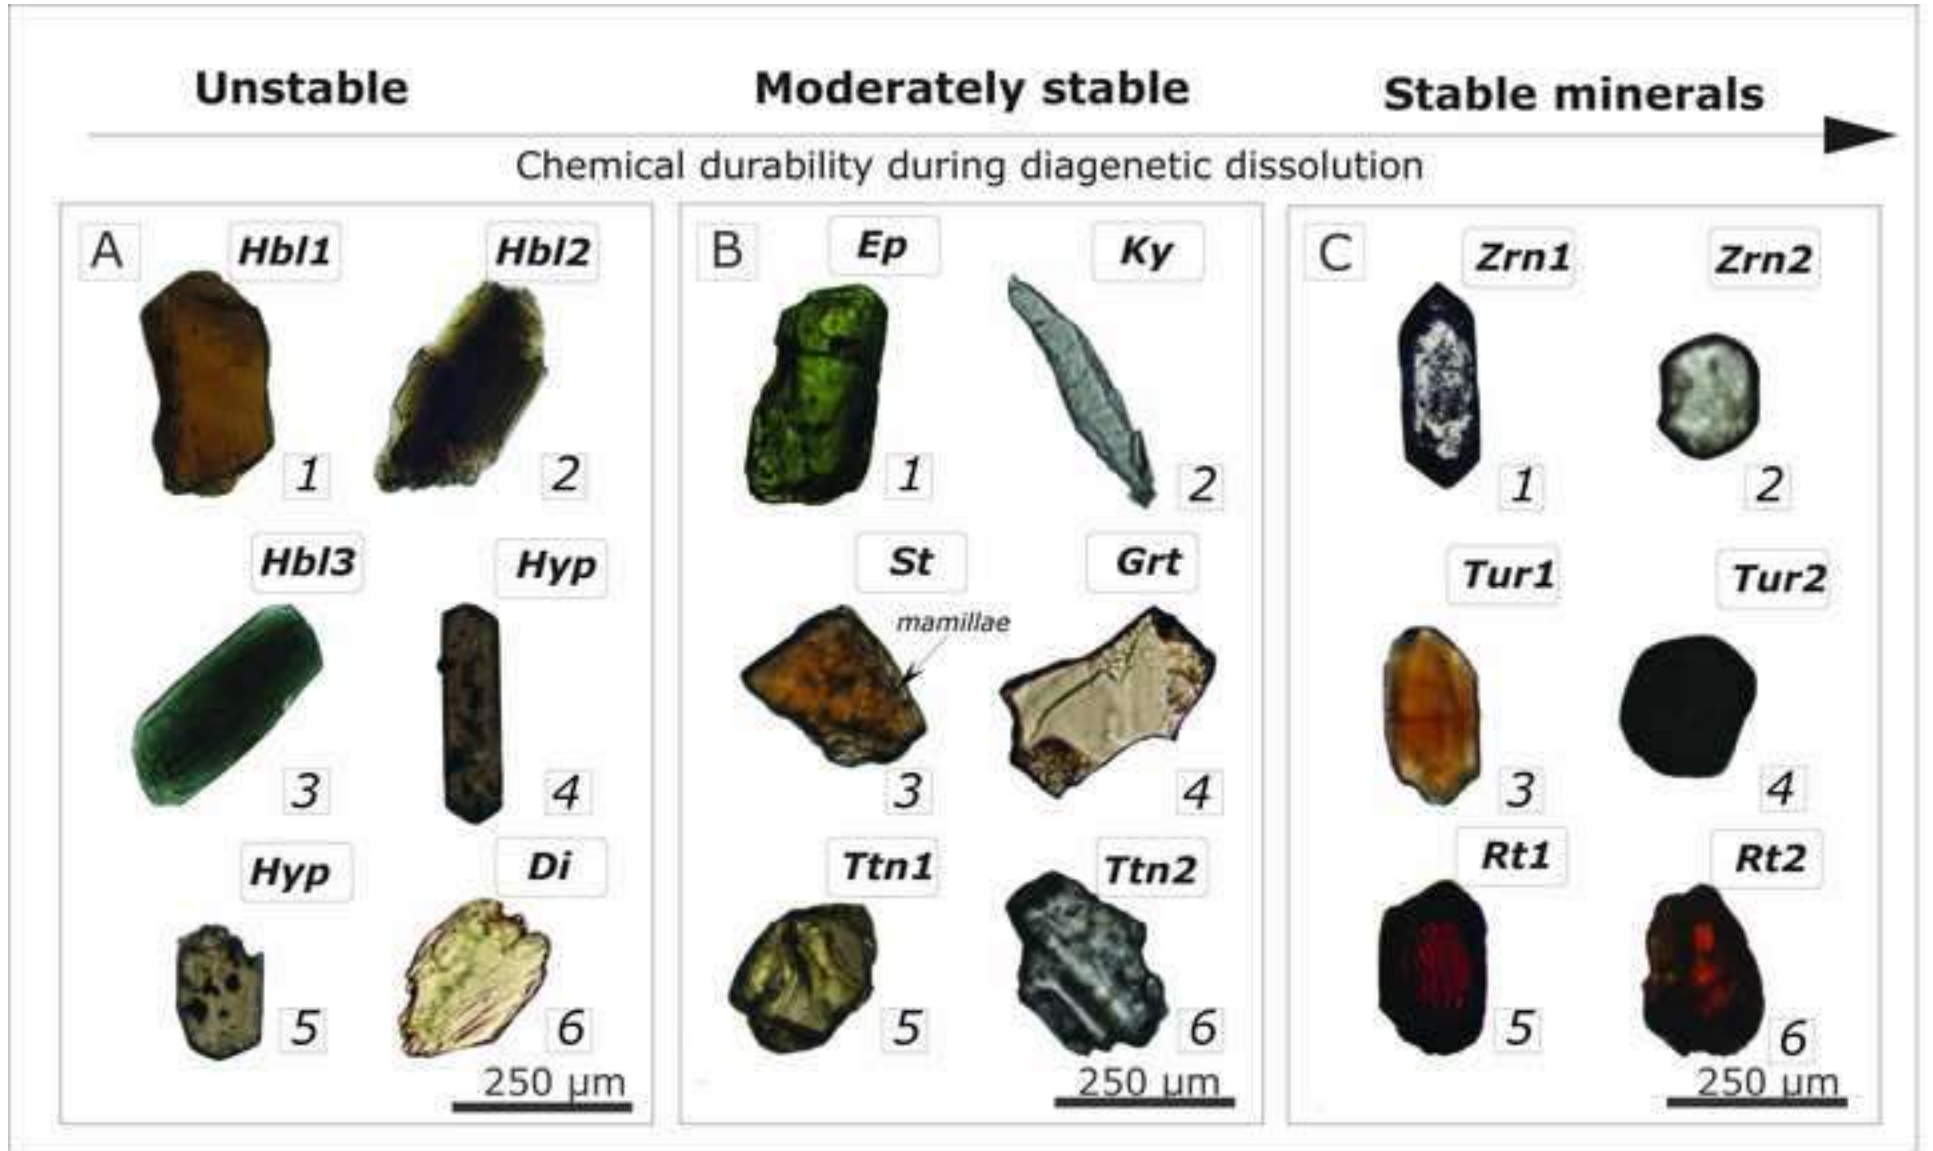 Unstable
Moderately stable
Stable minerals
Chemical durability during diagenetic dissolution
A
Hbl1
Hbl2
1
2
Hbl3
Hyp
3
4
Hyp
Di
5
6
250 µm
B
Ep
Ky
1
2
St
Grt
mamillae
3
4
Ttn1
Ttn2
5
6
250 µm
C
Zrn1
Zrn2
1
2
Tur1
Tur2
3
4
Rt1
Rt2
5
6
250 µm